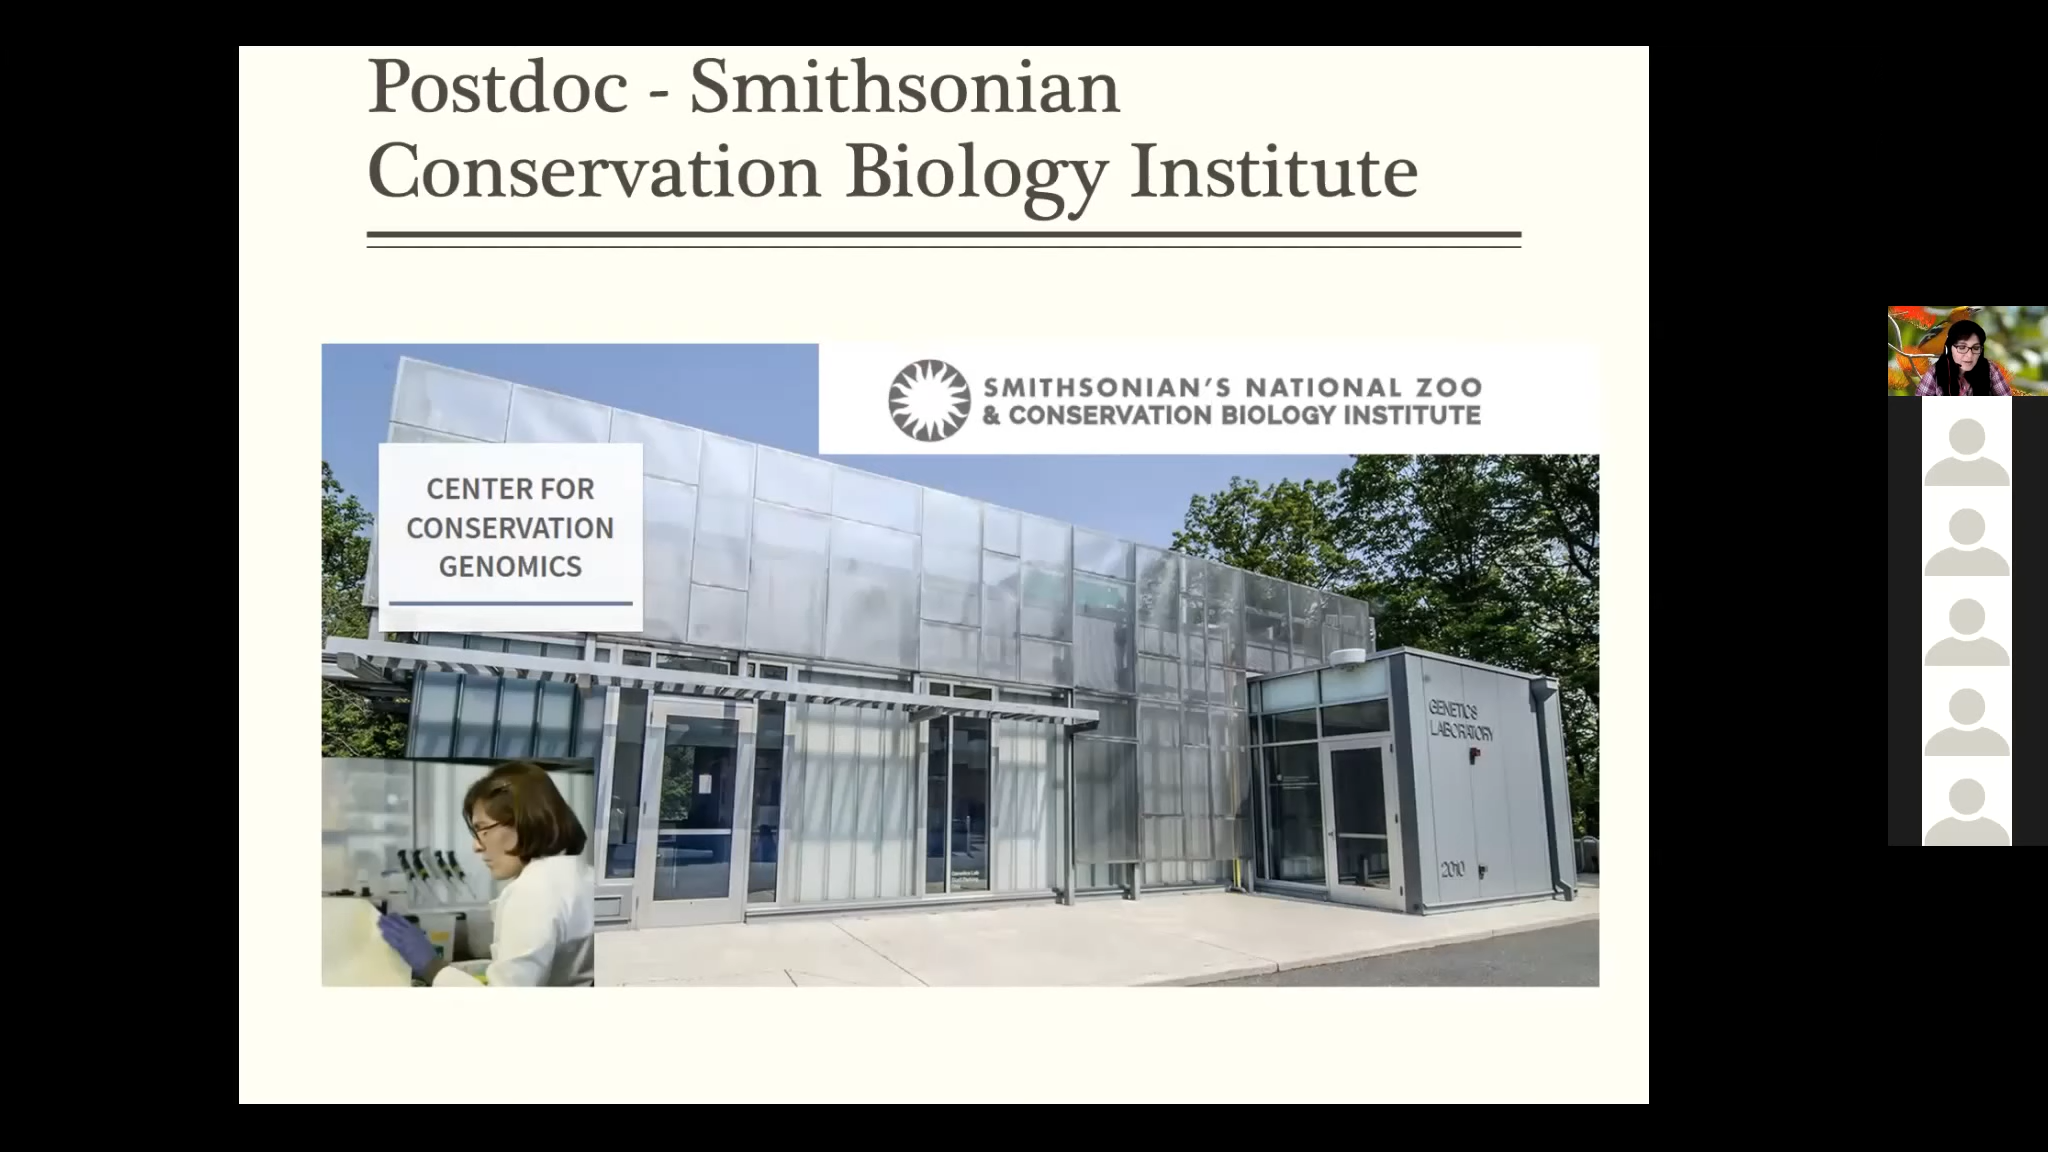 Postdoc - Smithsonian
Conservation Biology Institute
SMITHSONIAN'S NATIONAL ZOO
& CONSERVATION BIOLOGY INSTITUTE
CENTER FOR
CONSERVATION
GENOMICS
GENETICS
LABORATORY
2010